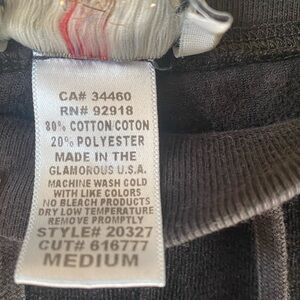 CA# 34460
RN# 92918
80% COTTON/COTON
20% POLYESTER
MADE IN THE
GLAMOROUS U.S.A.
MACHINE WASH COLD
WITH LIKE COLORS
NO BLEACH PRODUCTS
DRY LOW TEMPERATURE
REMOVE PROMPTLY
STYLE# 20327
CUT# 616777
MEDIUM